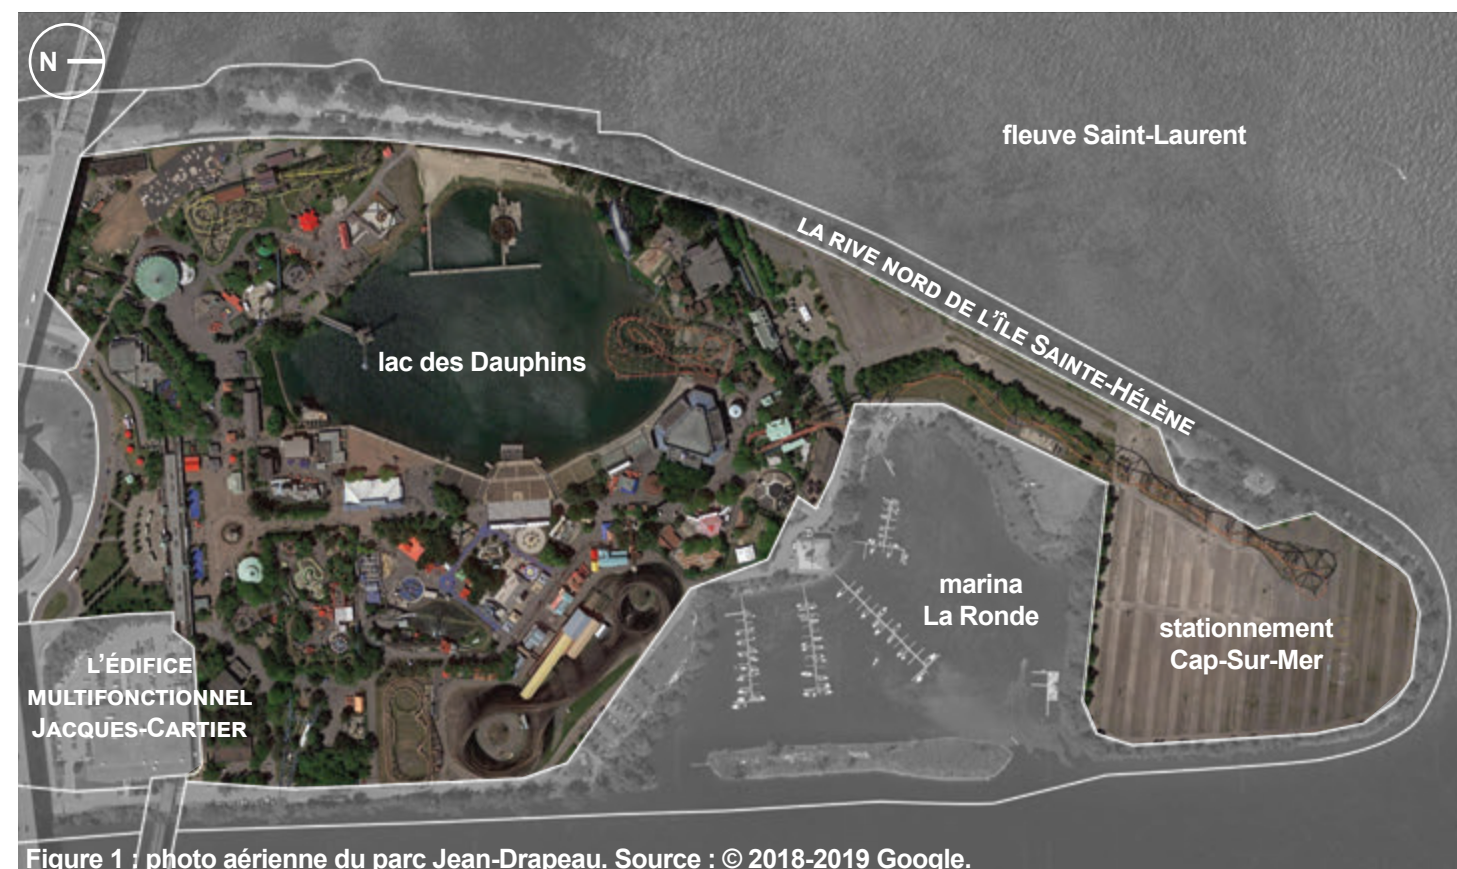 N
fleuve Saint-Laurent
LA RIVE NORD DE L'ÎLE SAINTE-HÉLÈNE
lac des Dauphins
marina
La Ronde
stationnement
Cap-Sur-Mer
L'ÉDIFICE
MULTIFONCTIONNEL
JACQUES-CARTIER
Figure 1 : photo aérienne du parc Jean-Drapeau. Source : © 2018-2019 Google.